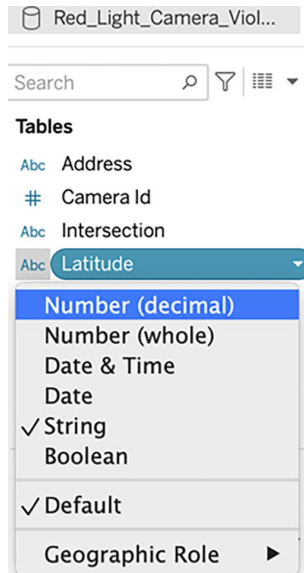 Red_Light_Camera_Viol...
Search
Tables
Abc Address
# Camera Id
Abc Intersection
Abc Latitude
Number (decimal)
Number (whole)
Date & Time
Date
✓ String
Boolean
✓ Default
Geographic Role ▶